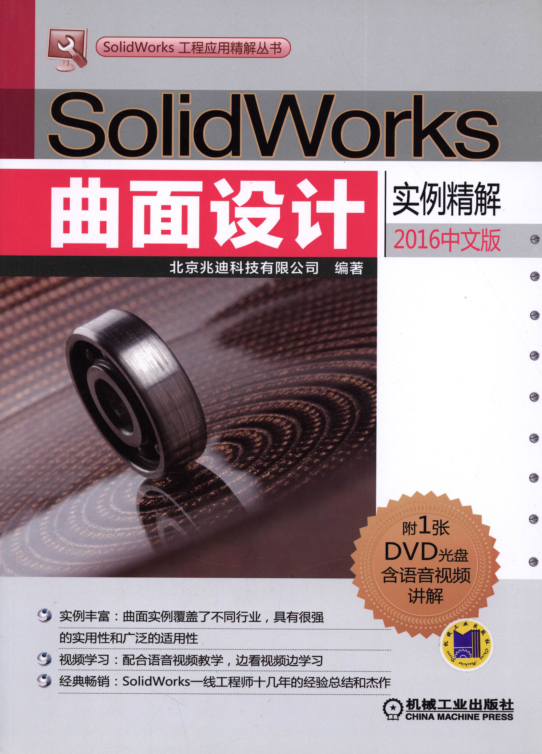 SolidWorks 工程应用精解丛书
SolidWorks
曲面设计
实例精解
2016中文版
北京兆迪科技有限公司 编著
附1张
DVD光盘
含语音视频
讲解
实例丰富：曲面实例覆盖了不同行业，具有很强
的实用性和广泛的适用性
视频学习：配合语音视频教学，边看视频边学习
经典畅销：SolidWorks一线工程师十几年的经验总结和杰作
机械工业出版社
CHINA MACHINE PRESS